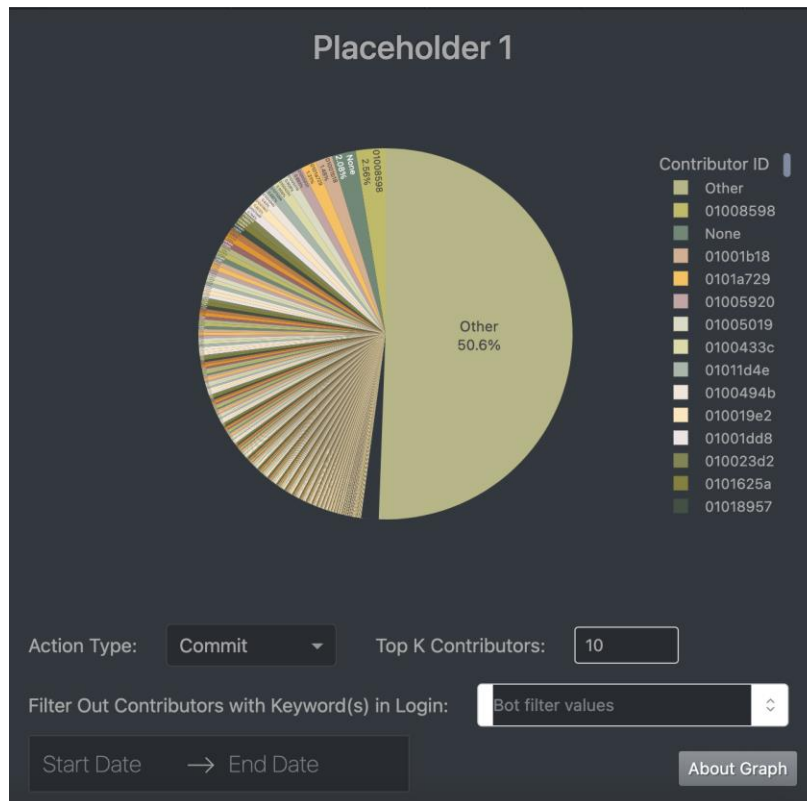 Placeholder 1
01008598
2.56%
None
2.08%
Other
50.6%
Contributor ID
Other
01008598
None
01001b18
0101a729
01005920
01005019
0100433c
01011d4e
0100494b
010019e2
01001dd8
010023d2
0101625a
01018957
Action Type:
Commit
Top K Contributors:
10
Filter Out Contributors with Keyword(s) in Login:
Bot filter values
Start Date → End Date
About Graph